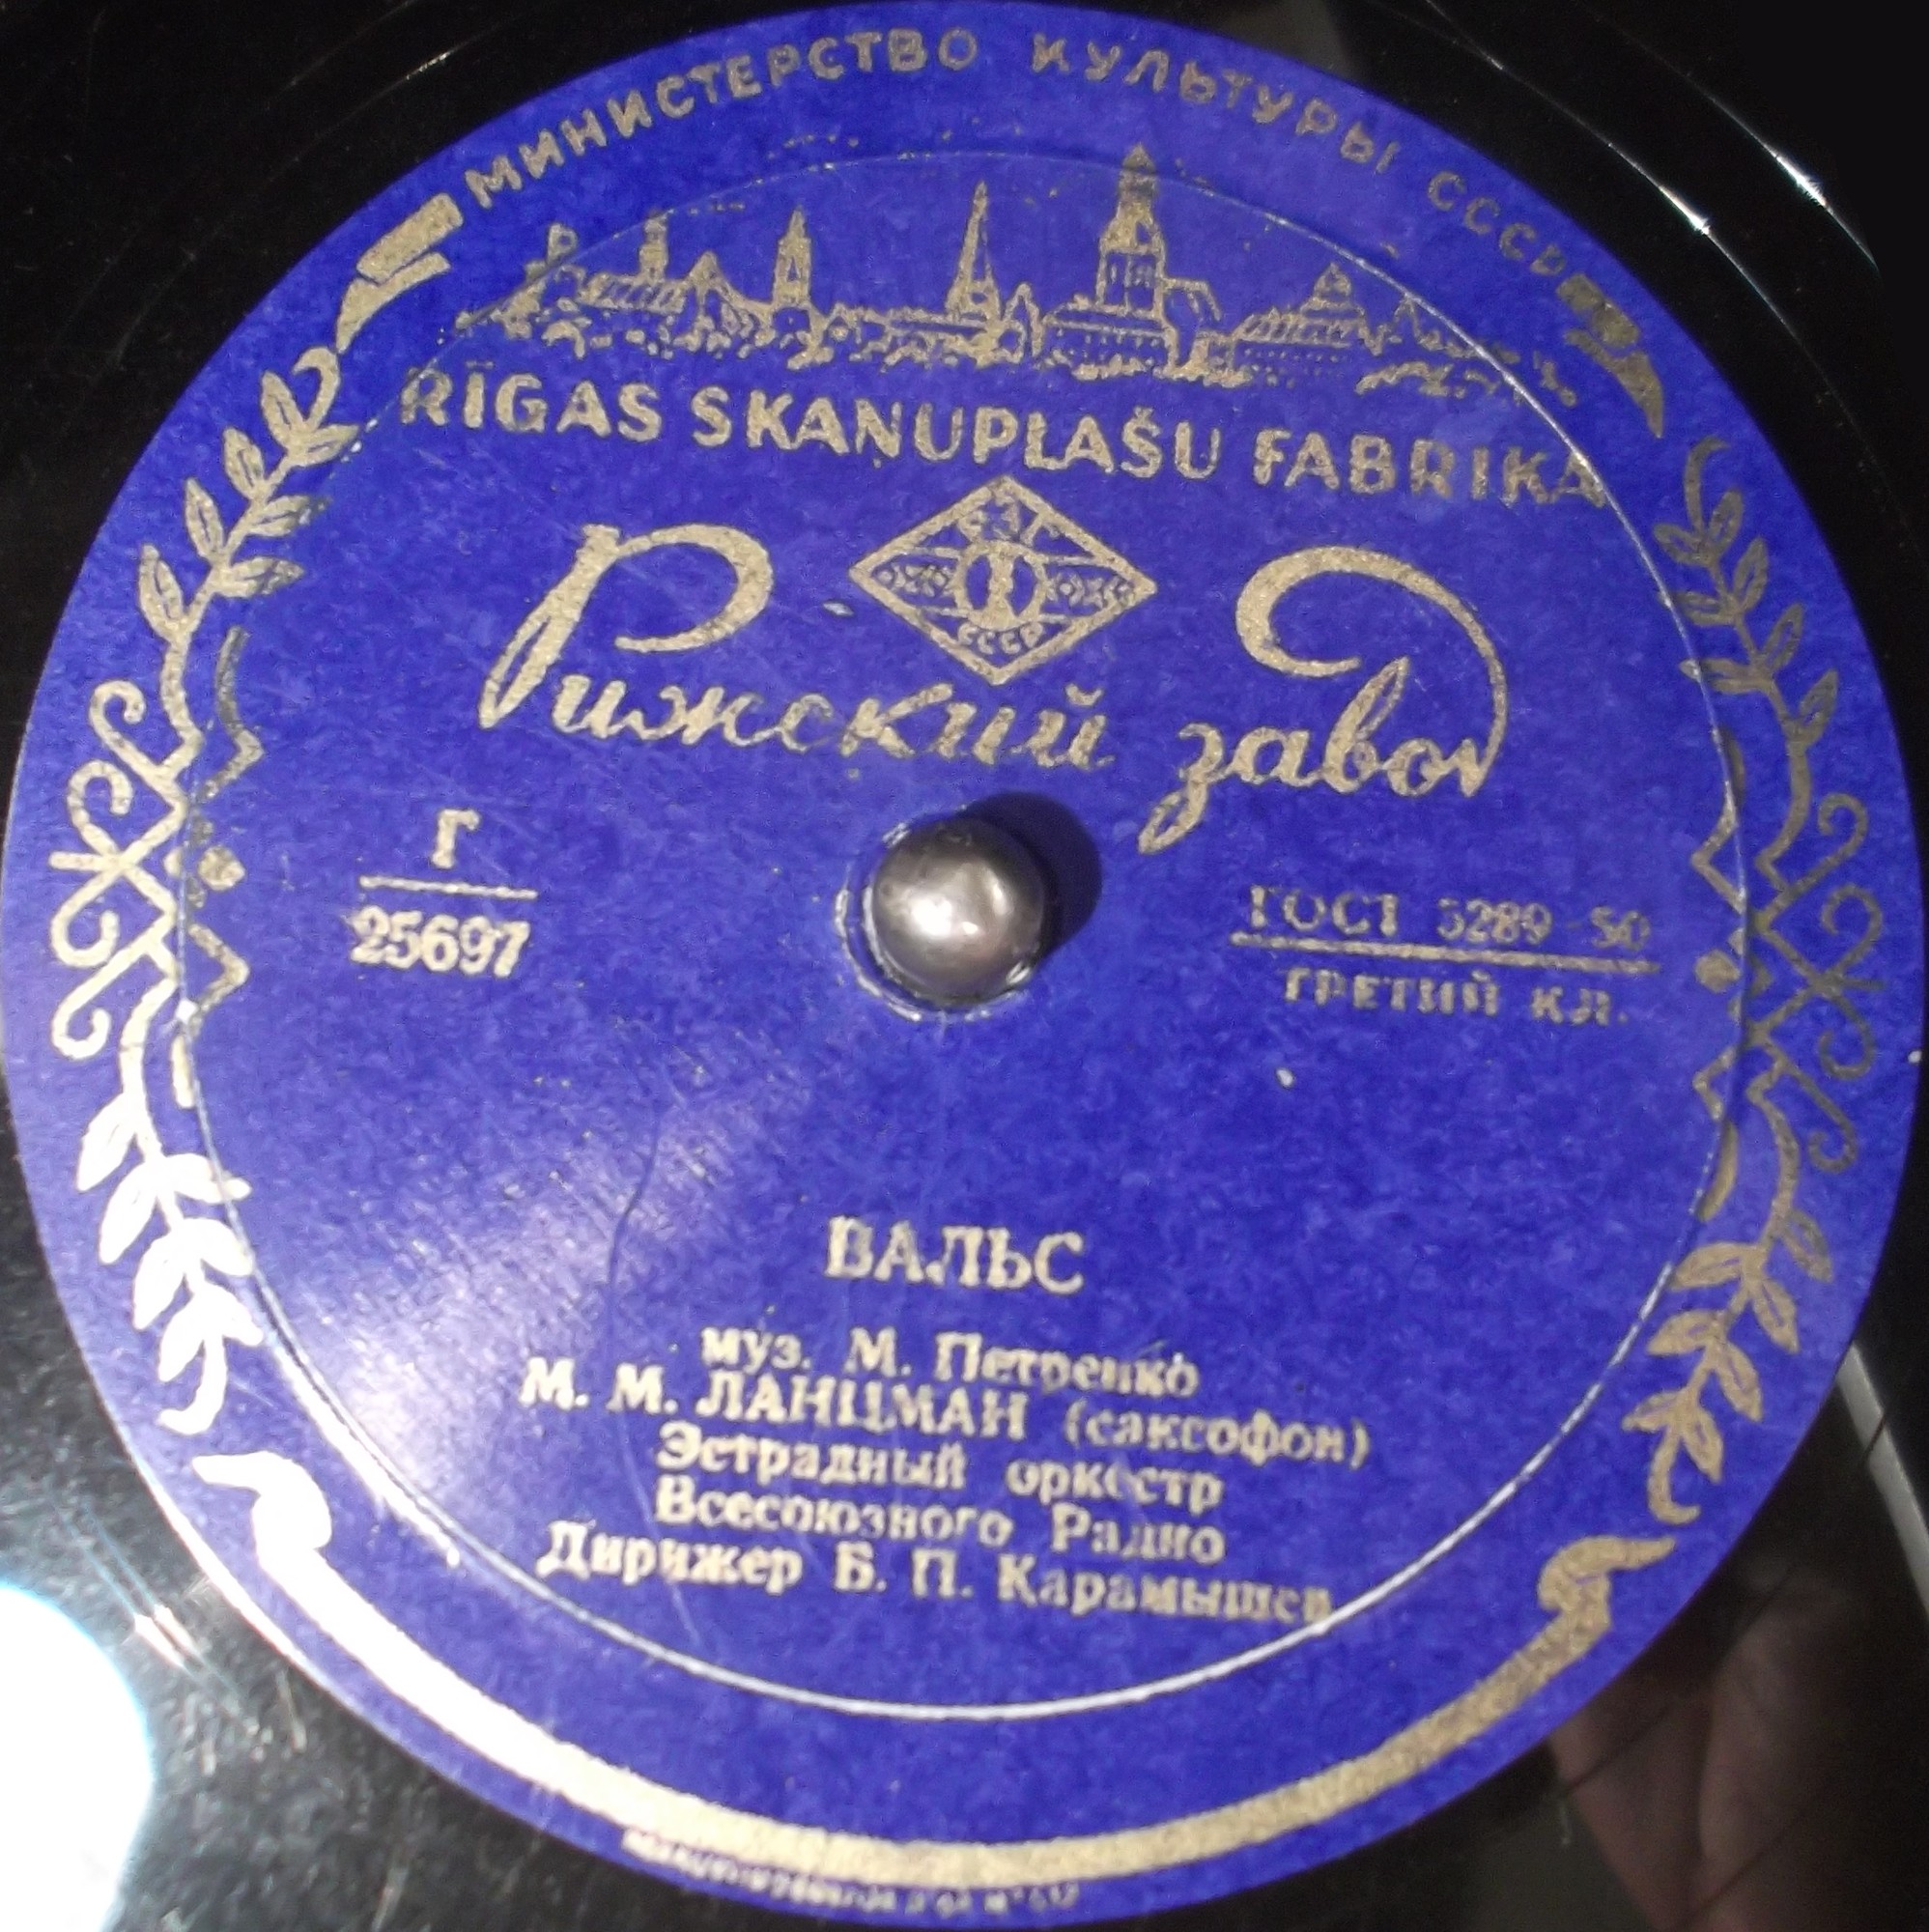 МИНИСТЕРСТВО КУЛЬТУРЫ СССР
RĪGAS SKAŅUPLAŠU FABRIKA
СССР
Рижский завод
Г
25697
ГОСТ 5289-50
ТРЕТИЙ КЛ.
ВАЛЬС
муз. М. Петренко
М. М. ЛАНЦМАН (саксофон)
Эстрадный оркестр
Всесоюзного Радио
Дирижер Б. П. Карамышев